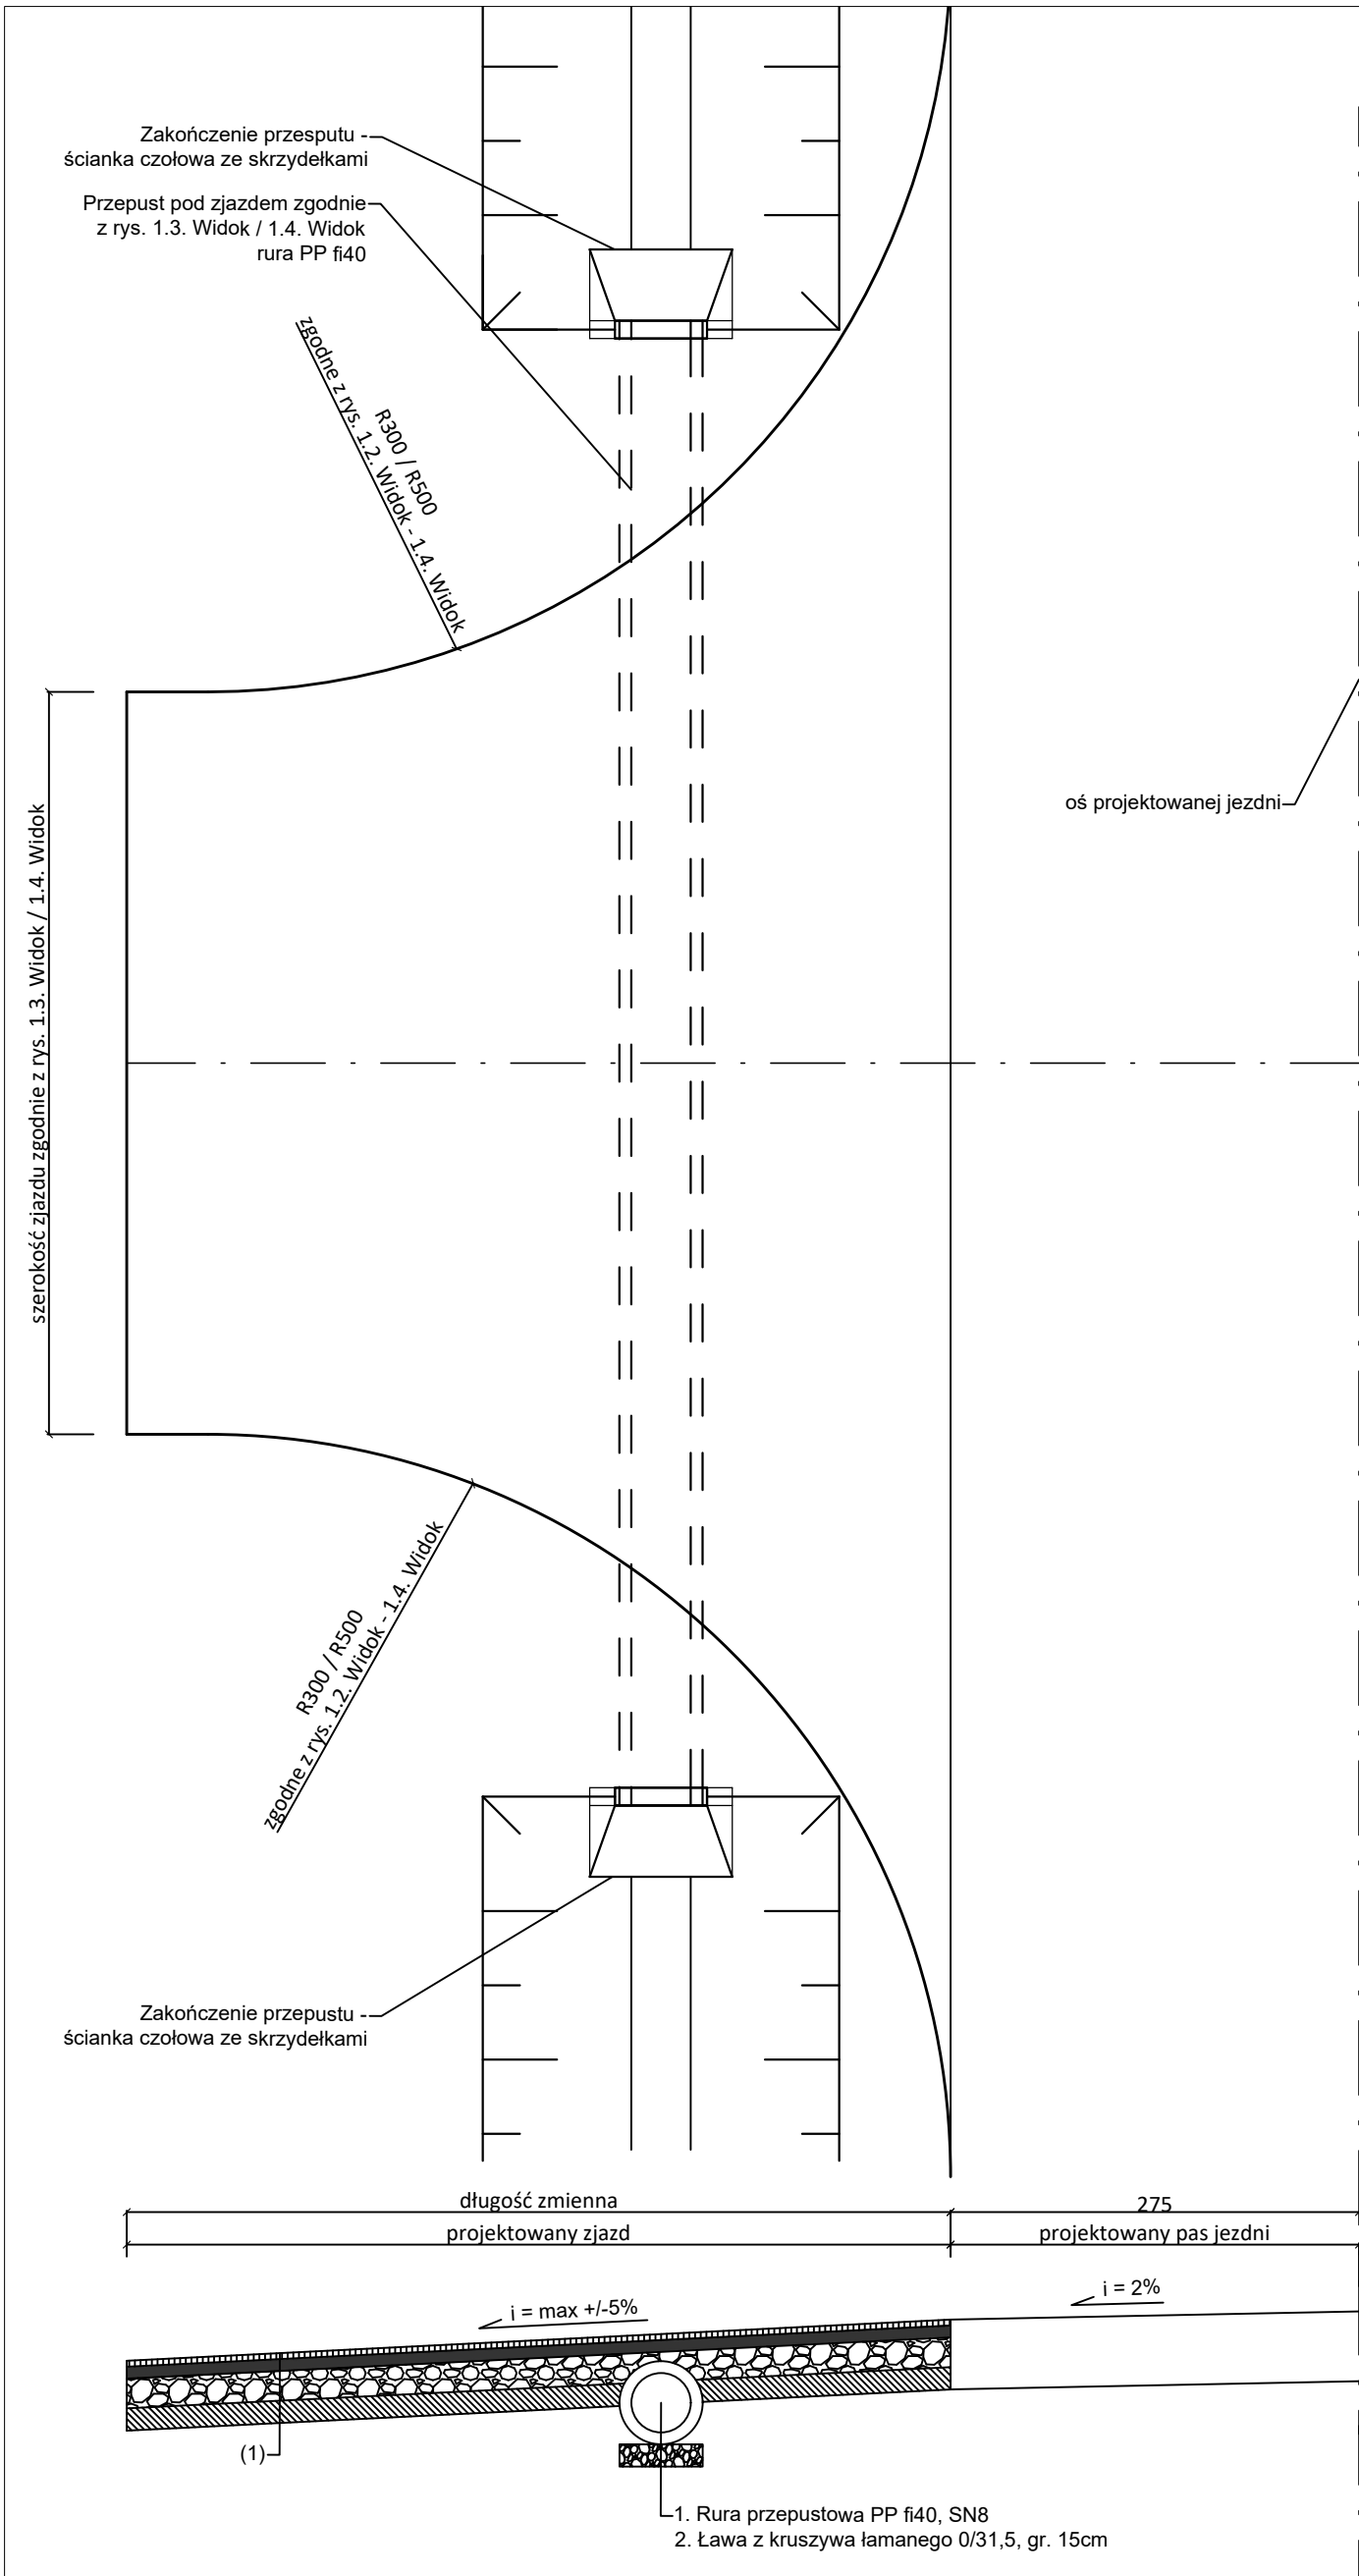 Zakończenie przesputu -
ścianka czołowa ze skrzydełkami
Przepust pod zjazdem zgodnie
z rys. 1.3. Widok / 1.4. Widok
rura PP fi40
R300 / R500
zgodne z rys. 1.2. Widok - 1.4. Widok
oś projektowanej jezdni
szerokość zjazdu zgodnie z rys. 1.3. Widok / 1.4. Widok
R300 / R500
zgodne z rys. 1.2. Widok - 1.4. Widok
Zakończenie przepustu -
ścianka czołowa ze skrzydełkami
długość zmienna
275
projektowany zjazd
projektowany pas jezdni
i = max +/-5%
i = 2%
(1)
1. Rura przepustowa PP fi40, SN8
2. Ława z kruszywa łamanego 0/31,5, gr. 15cm